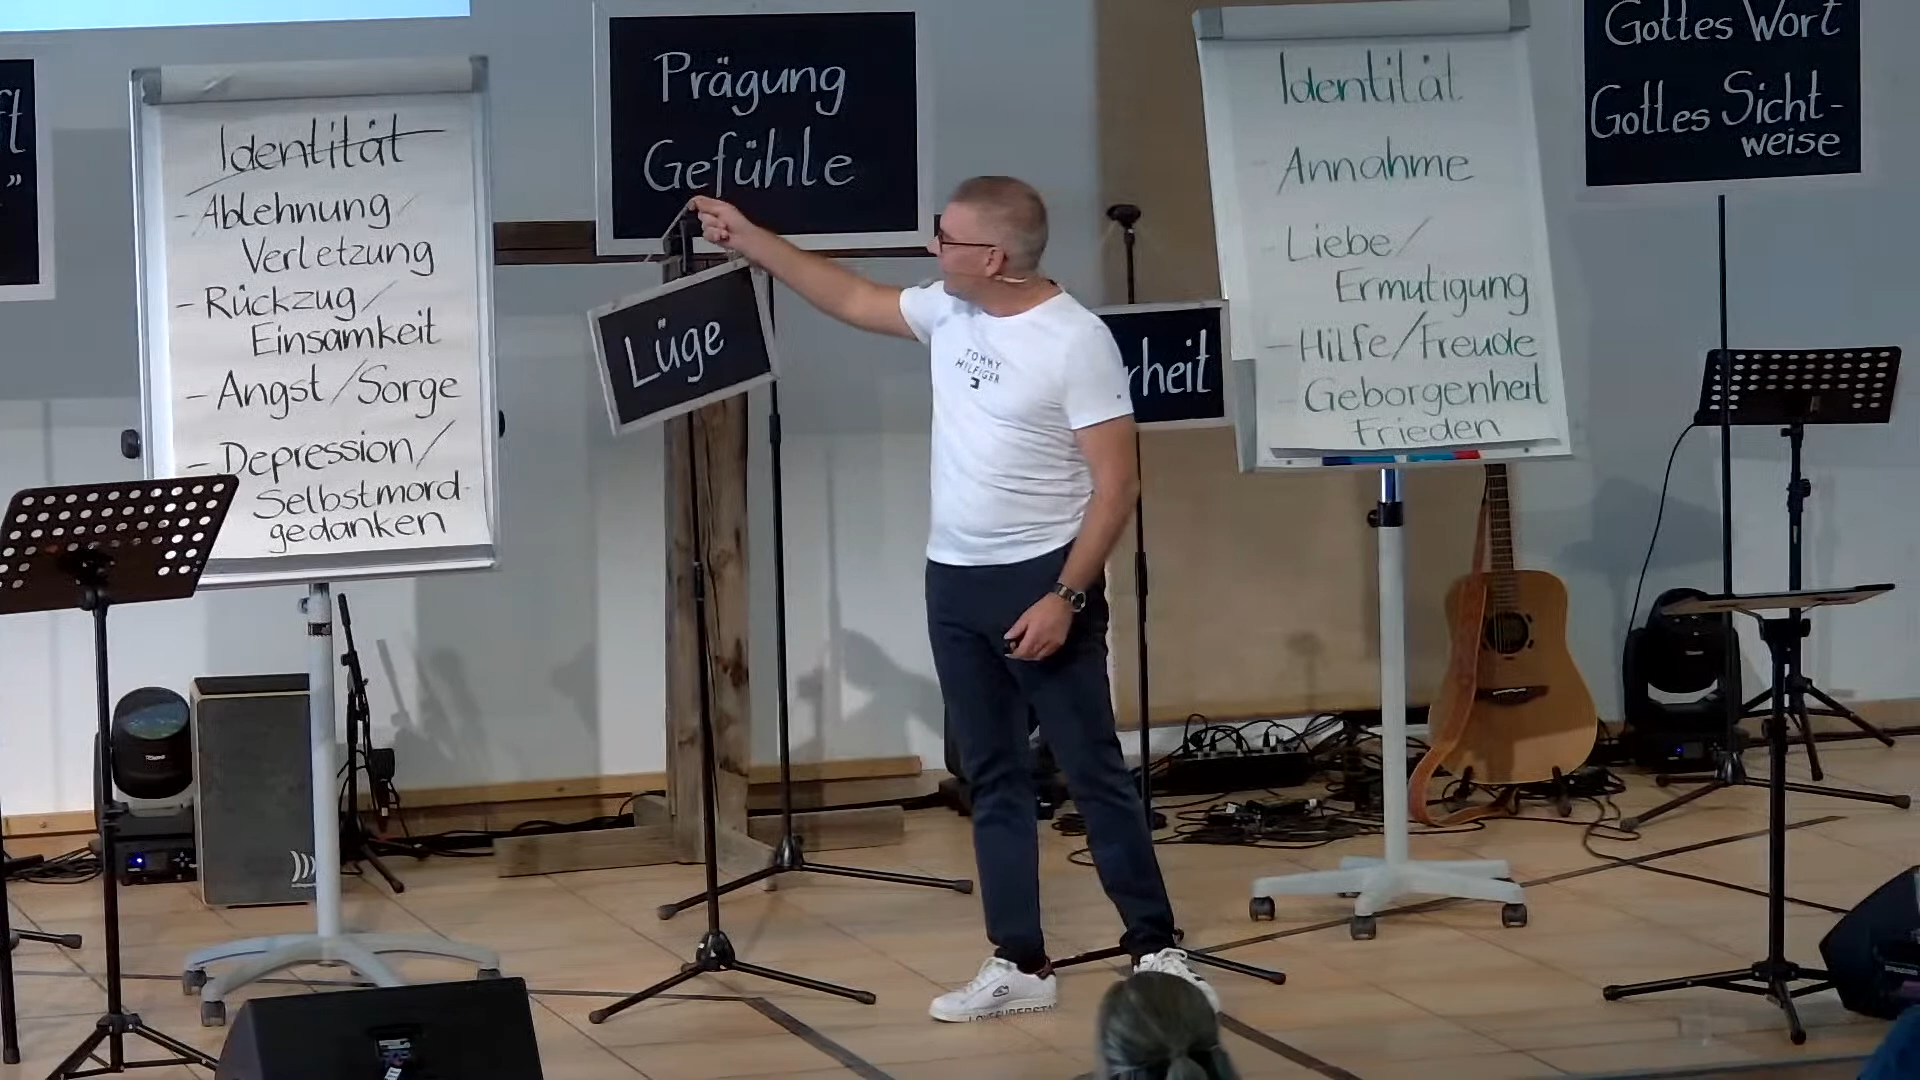 Identität
- Ablehnung/
Verletzung
- Rückzug/
Einsamkeit
- Angst/Sorge
- Depression/
Selbstmord-
gedanken
Prägung
Gefühle
Lüge
TOMMY
HILFIGER
rheit
Identität
- Annahme
- Liebe/
Ermutigung
- Hilfe/Freude
- Geborgenheit
Frieden
Gottes Wort
Gottes Sicht-
weise